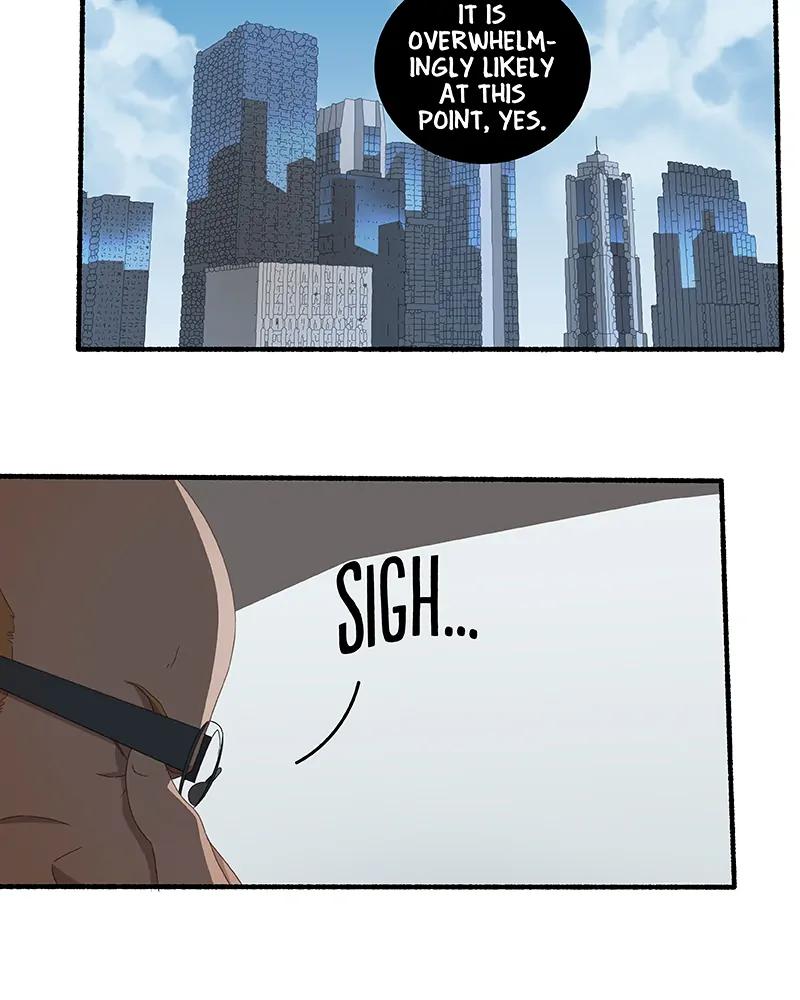 IT IS
OVERWHELM-
INGLY LIKELY
AT THIS
POINT, YES.
SIGH...